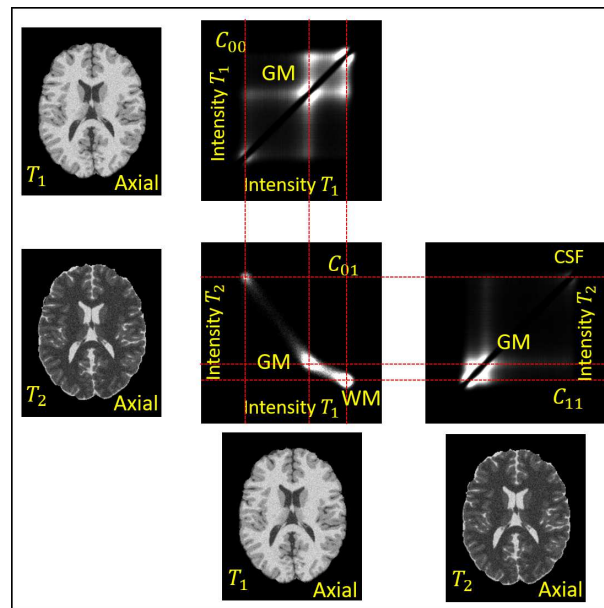 C₀₀
GM
Intensity T₁
Intensity T₁
T₁
Axial
C₀₁
Intensity T₂
GM
WM
Intensity T₁
T₂
Axial
CSF
Intensity T₂
GM
C₁₁
T₁
Axial
T₂
Axial